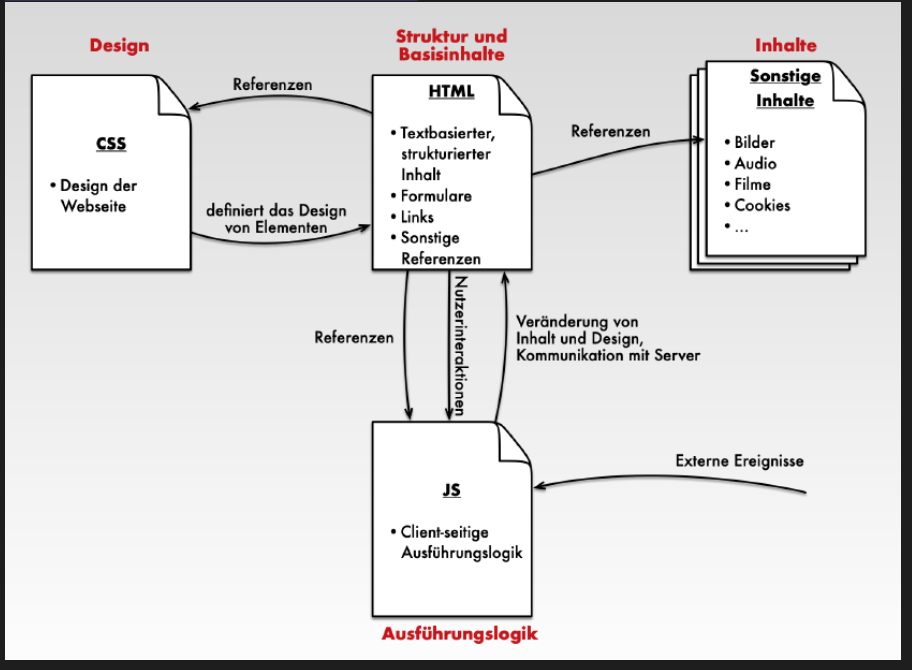 Design
Struktur und
Basisinhalte
Inhalte
CSS
• Design der
Webseite
Referenzen
definiert das Design
von Elementen
HTML
• Textbasierter,
strukturierter
Inhalt
• Formulare
• Links
• Sonstige
Referenzen
Referenzen
Sonstige
Inhalte
• Bilder
• Audio
• Filme
• Cookies
• ...
Referenzen
Nutzerinteraktionen
Veränderung von
Inhalt und Design,
Kommunikation mit Server
Externe Ereignisse
JS
• Client-seitige
Ausführungslogik
Ausführungslogik